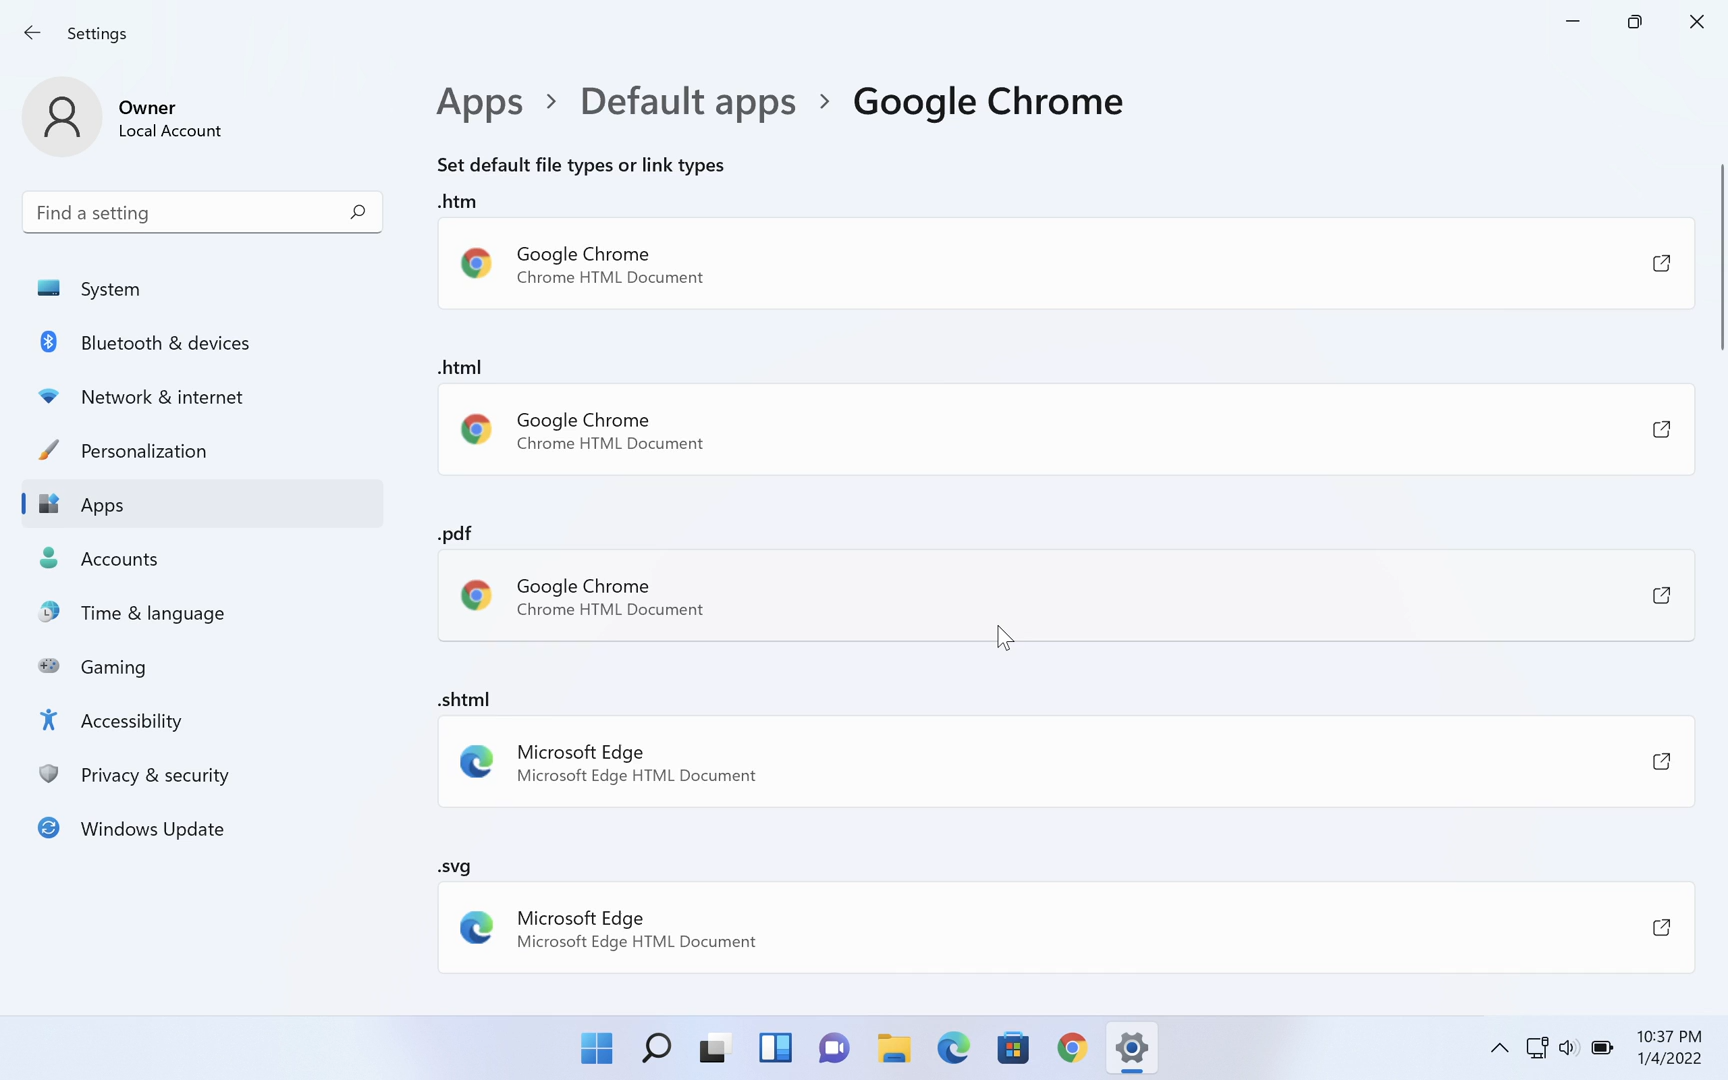 Settings
Owner
Local Account
Find a setting
System
Bluetooth & devices
Network & internet
Personalization
Apps
Accounts
Time & language
Gaming
Accessibility
Privacy & security
Windows Update
Apps > Default apps > Google Chrome
Set default file types or link types
.htm
Google Chrome
Chrome HTML Document
.html
Google Chrome
Chrome HTML Document
.pdf
Google Chrome
Chrome HTML Document
.shtml
Microsoft Edge
Microsoft Edge HTML Document
.svg
Microsoft Edge
Microsoft Edge HTML Document
10:37 PM
1/4/2022